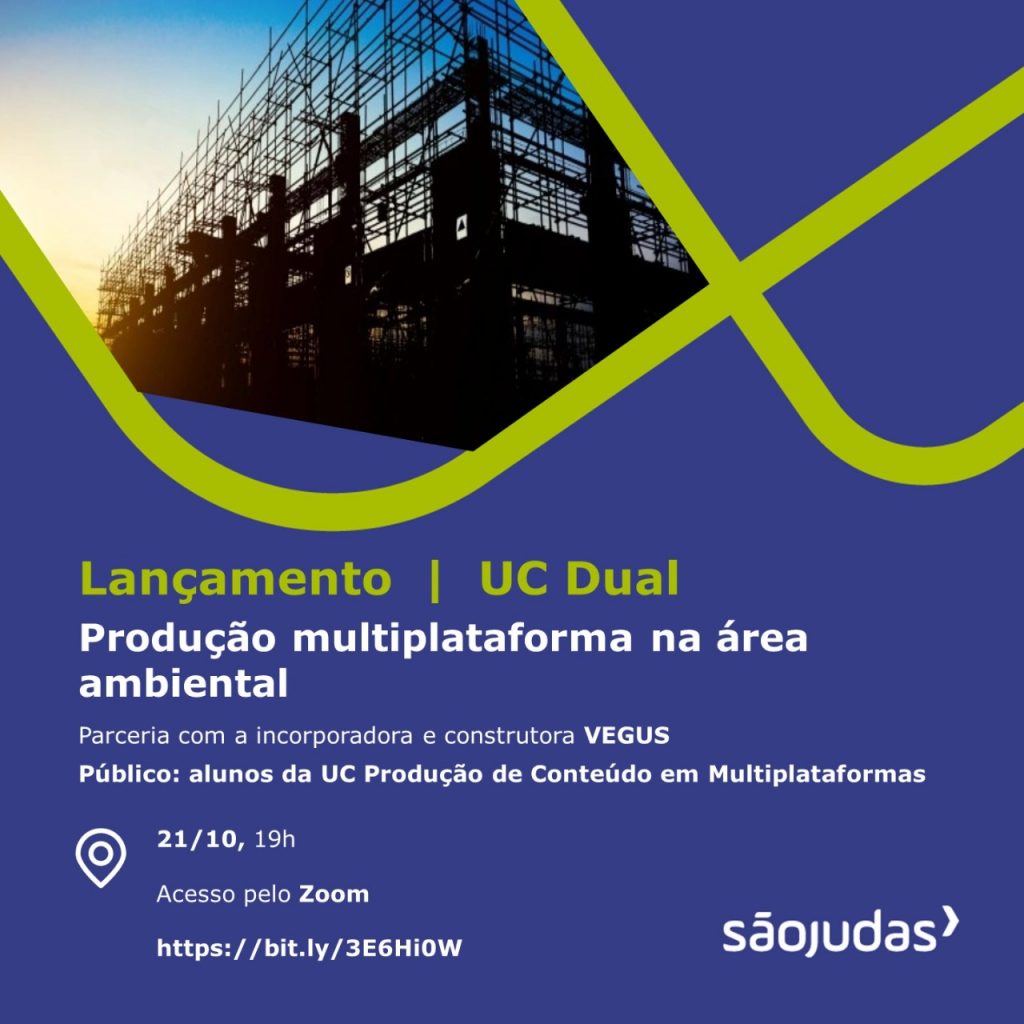 Lançamento | UC Dual
Produção multiplataforma na área
ambiental
Parceria com a incorporadora e construtora VEGUS
Público: alunos da UC Produção de Conteúdo em Multiplataformas
21/10, 19h
Acesso pelo Zoom
https://bit.ly/3E6Hi0W
sãojudas